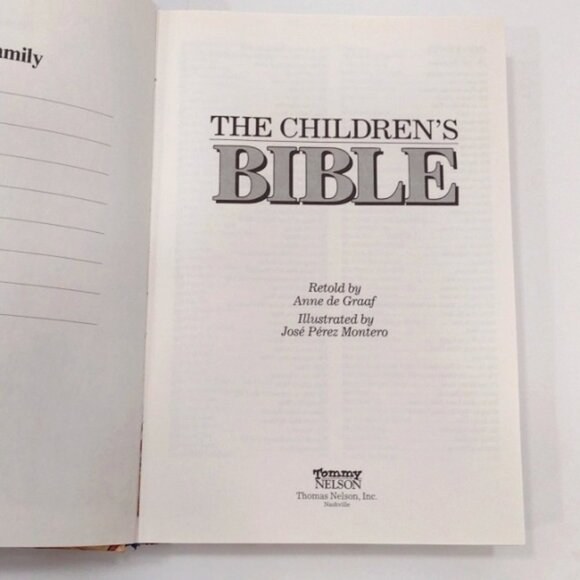 THE CHILDREN'S
BIBLE
Retold by
Anne de Graaf
Illustrated by
José Pérez Montero
Tommy
NELSON
Thomas Nelson, Inc.
Nashville